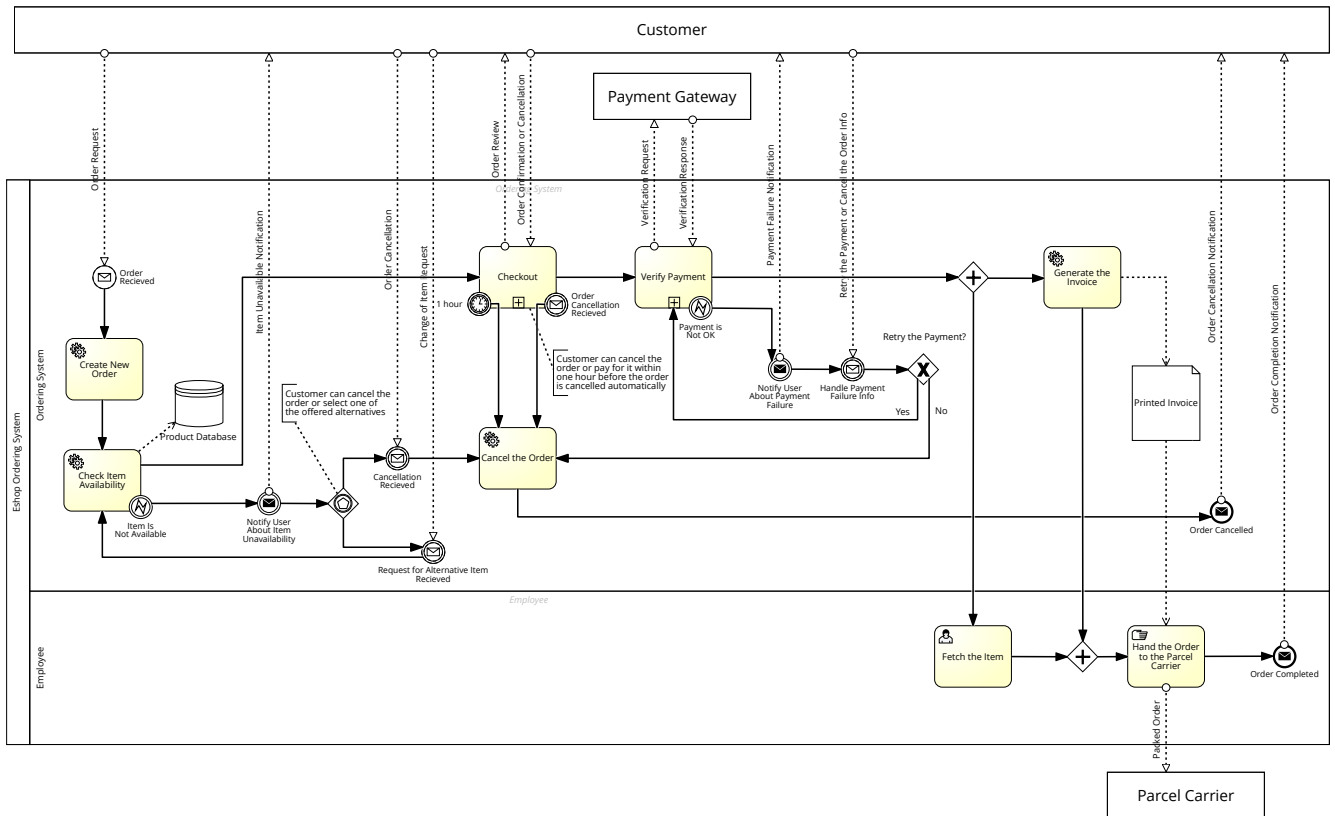 Customer
Payment Gateway
Order Request
Item Unavailable Notification
Order Cancellation
Change of Item Request
Order Review
Order Confirmation or Cancellation
Verification Request
Verification Response
Payment Failure Notification
Retry the Payment or Cancel the Order Info
Order Cancellation Notification
Order Completion Notification
Eshop Ordering System
Ordering System
Ordering System
Order
Recieved
Create New
Order
Product Database
Check Item
Availability
Item Is
Not Available
Notify User
About Item
Unavailability
Customer can cancel the
order or select one of
the offered alternatives
Cancellation
Recieved
Request for Alternative Item
Recieved
Checkout
1 hour
Order
Cancellation
Recieved
Customer can cancel the
order or pay for it within
one hour before the order
is cancelled automatically
Cancel the Order
Verify Payment
Payment is
Not OK
Notify User
About Payment
Failure
Handle Payment
Failure Info
Retry the Payment?
Yes
No
Generate the
Invoice
Printed Invoice
Order Cancelled
Employee
Employee
Fetch the Item
Hand the Order
to the Parcel
Carrier
Order Completed
Packed Order
Parcel Carrier